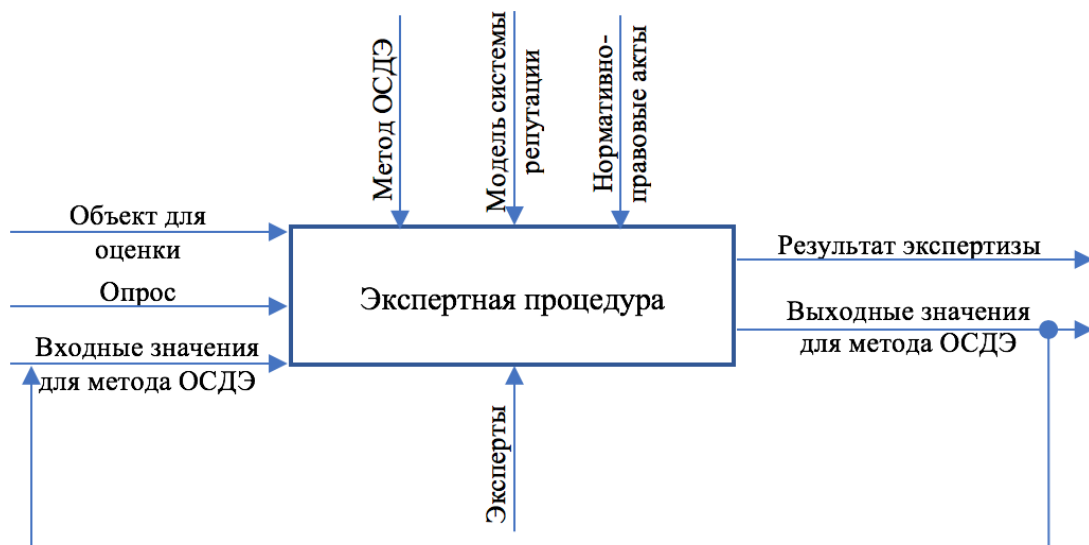 Метод ОСДЭ
Модель системы
репутации
Нормативно-
правовые акты
Объект для
оценки
Опрос
Входные значения
для метода ОСДЭ
Экспертная процедура
Результат экспертизы
Выходные значения
для метода ОСДЭ
Эксперты